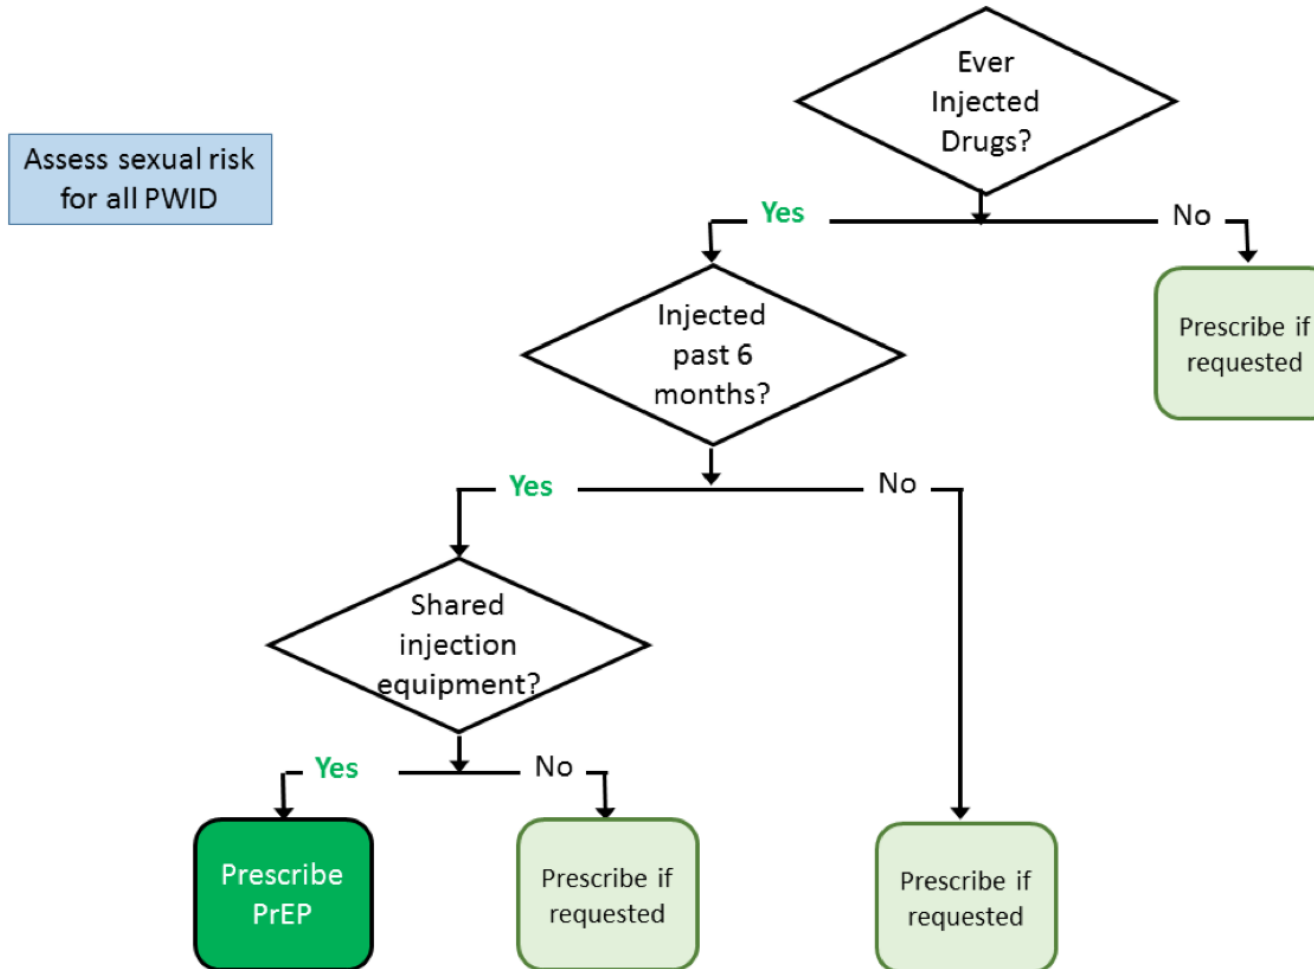 Ever
Injected
Drugs?
Assess sexual risk
for all PWID
Yes
No
Injected
past 6
months?
Prescribe if
requested
Yes
No
Shared
injection
equipment?
Yes
No
Prescribe
PrEP
Prescribe if
requested
Prescribe if
requested